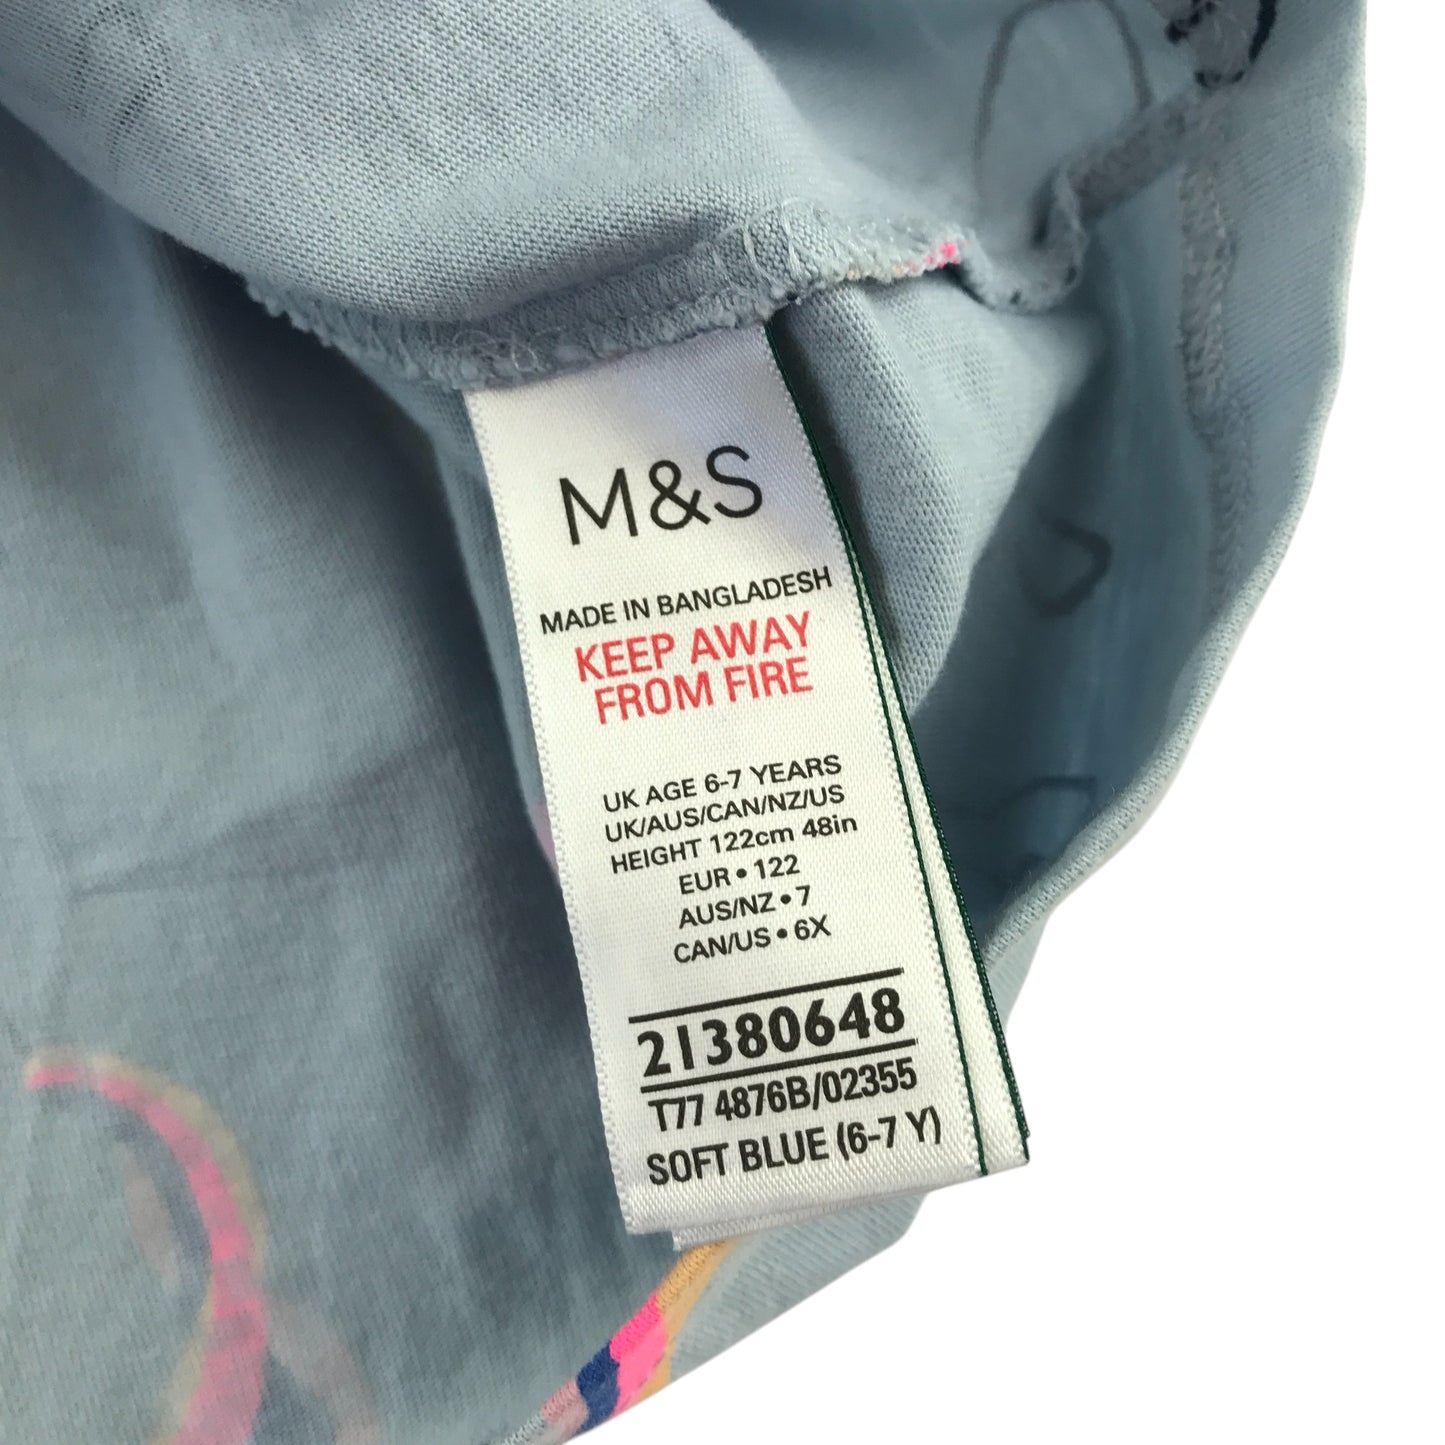 M&S
MADE IN BANGLADESH
KEEP AWAY
FROM FIRE
UK AGE 6-7 YEARS
UK/AUS/CAN/NZ/US
HEIGHT 122cm 48in
EUR • 122
AUS/NZ • 7
CAN/US • 6X
21380648
T77 4876B/02355
SOFT BLUE (6-7 Y)